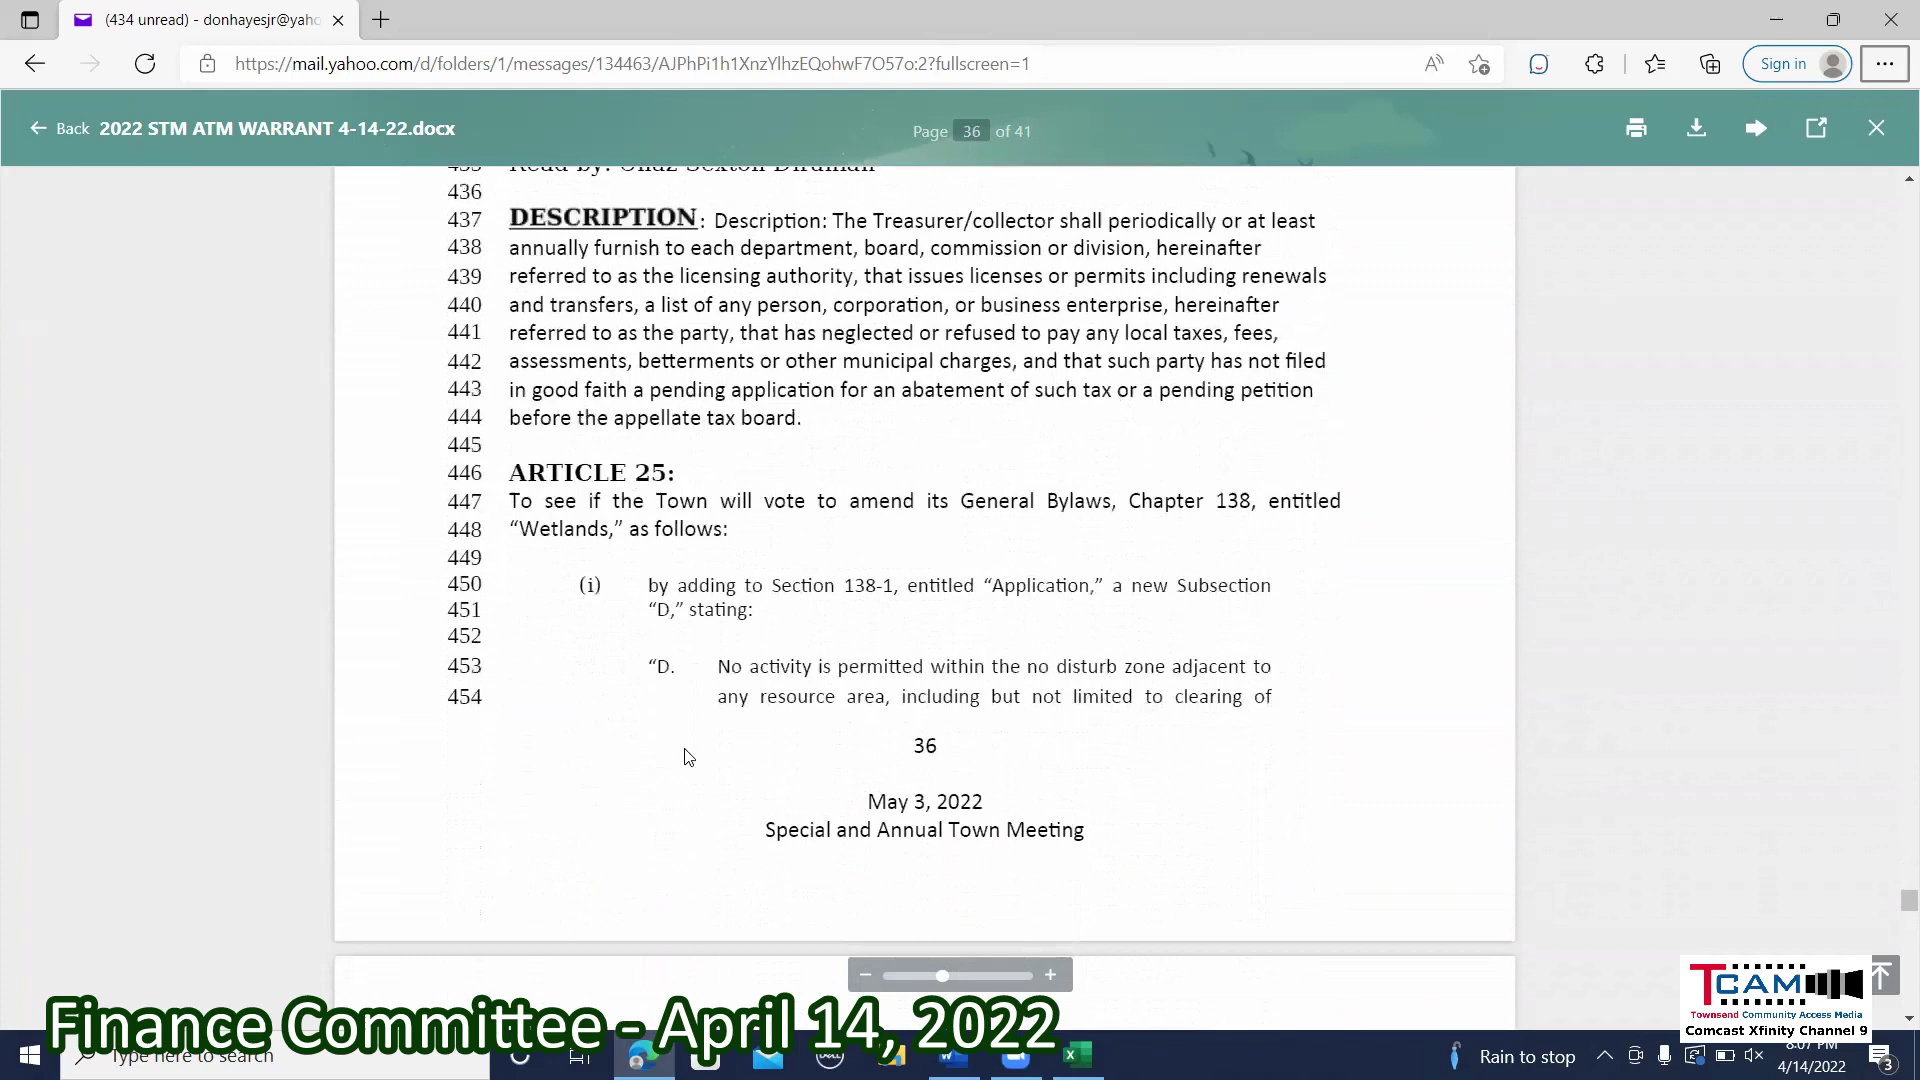 (434 unread) - donhayesjr@yaho
https://mail.yahoo.com/d/folders/1/messages/134463/AJPhPi1h1XnzYlhzEQohwF7O57o:2?fullscreen=1
Sign in
Back 2022 STM ATM WARRANT 4-14-22.docx
Page 36 of 41
436
437 DESCRIPTION: Description: The Treasurer/collector shall periodically or at least
438 annually furnish to each department, board, commission or division, hereinafter
439 referred to as the licensing authority, that issues licenses or permits including renewals
440 and transfers, a list of any person, corporation, or business enterprise, hereinafter
441 referred to as the party, that has neglected or refused to pay any local taxes, fees,
442 assessments, betterments or other municipal charges, and that such party has not filed
443 in good faith a pending application for an abatement of such tax or a pending petition
444 before the appellate tax board.
445
446 ARTICLE 25:
447 To see if the Town will vote to amend its General Bylaws, Chapter 138, entitled
448 “Wetlands,” as follows:
449
450 (i) by adding to Section 138-1, entitled “Application,” a new Subsection
451 “D,” stating:
452
453 “D. No activity is permitted within the no disturb zone adjacent to
454 any resource area, including but not limited to clearing of
36
May 3, 2022
Special and Annual Town Meeting
TCAM
Townsend Community Access Media
Comcast Xfinity Channel 9
Finance Committee - April 14, 2022
Type here to search
DELL
Rain to stop
8:07 PM
4/14/2022
3